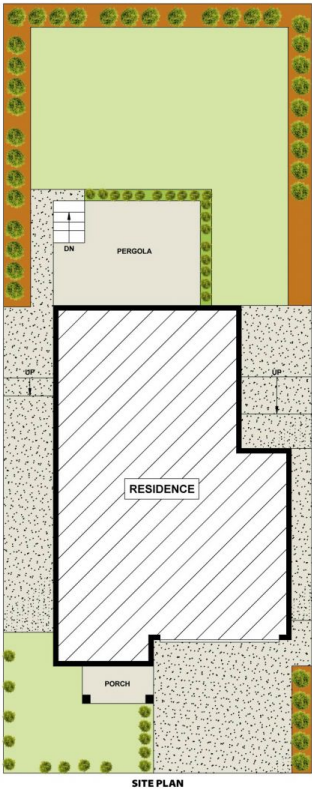 DN
PERGOLA
UP
UP
RESIDENCE
PORCH
SITE PLAN